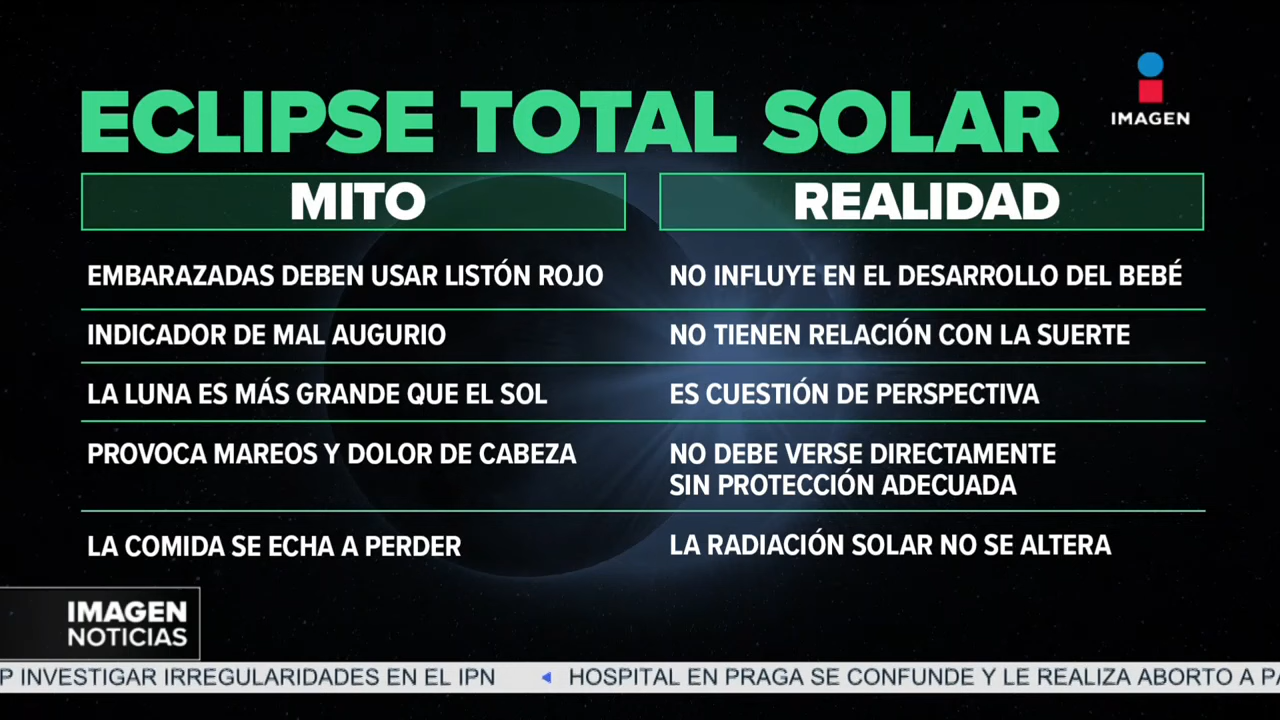 ECLIPSE TOTAL SOLAR
IMAGEN
MITO
REALIDAD
EMBARAZADAS DEBEN USAR LISTÓN ROJO
NO INFLUYE EN EL DESARROLLO DEL BEBÉ
INDICADOR DE MAL AUGURIO
NO TIENEN RELACIÓN CON LA SUERTE
LA LUNA ES MÁS GRANDE QUE EL SOL
ES CUESTIÓN DE PERSPECTIVA
PROVOCA MAREOS Y DOLOR DE CABEZA
NO DEBE VERSE DIRECTAMENTE
SIN PROTECCIÓN ADECUADA
LA COMIDA SE ECHA A PERDER
LA RADIACIÓN SOLAR NO SE ALTERA
IMAGEN
NOTICIAS
P INVESTIGAR IRREGULARIDADES EN EL IPN HOSPITAL EN PRAGA SE CONFUNDE Y LE REALIZA ABORTO A